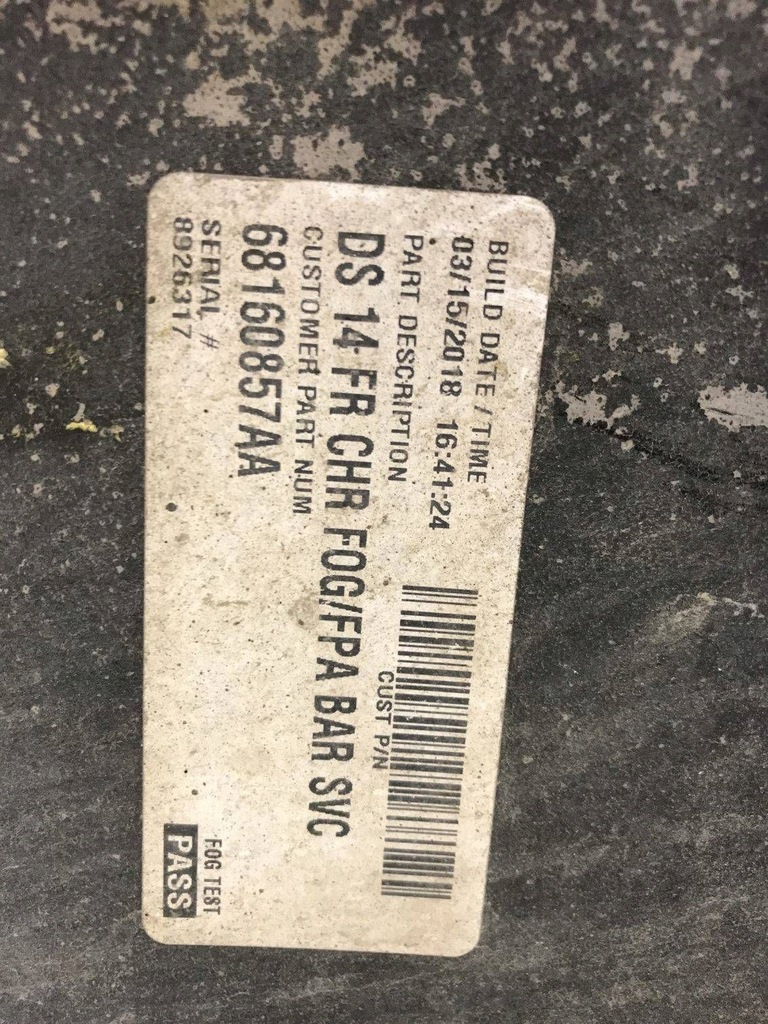 BUILD DATE / TIME
03/15/2018 16:41:24
PART DESCRIPTION
CUST P/N
DS 14 FR CHR FOG/FPA BAR SVC
CUSTOMER PART NUM
68160857AA
SERIAL #
8926317
FOG TEST
PASS